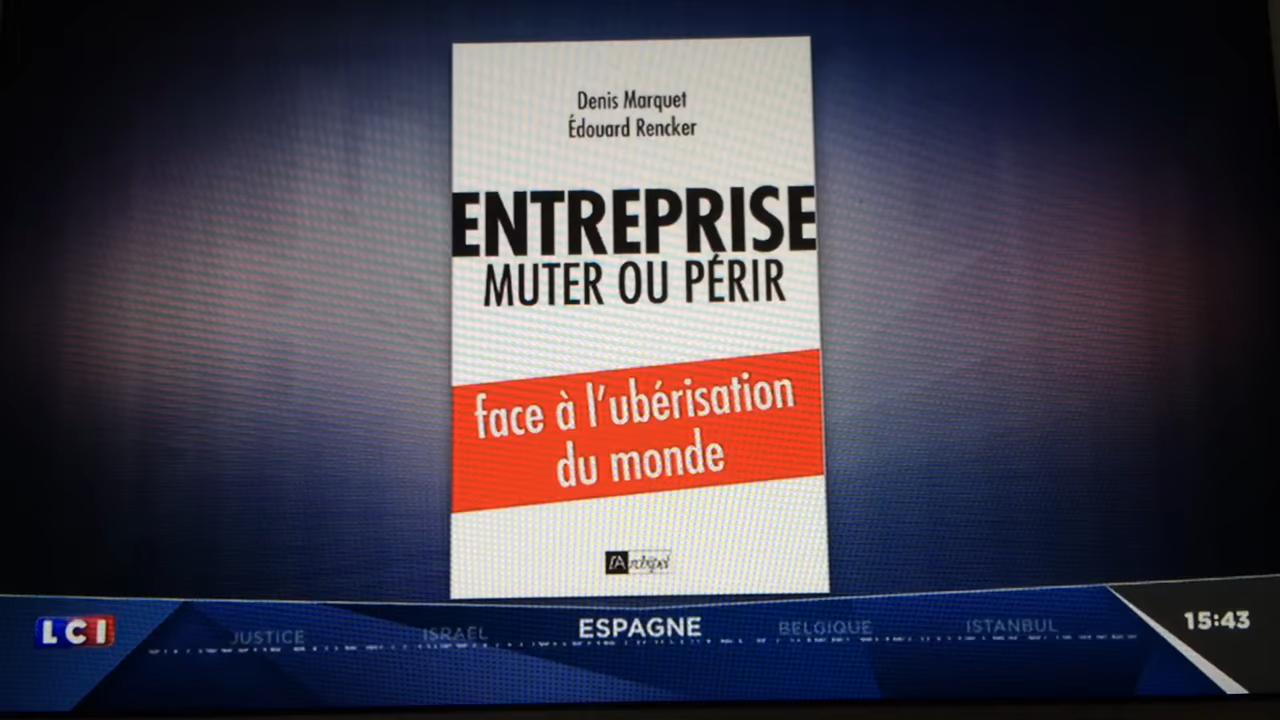 Denis Marquet
Édouard Rencker
ENTREPRISE
MUTER OU PÉRIR
face à l'ubérisation
du monde
l'Archipel
LCI
JUSTICE
ISRAËL
ESPAGNE
BELGIQUE
ISTANBUL
15:43